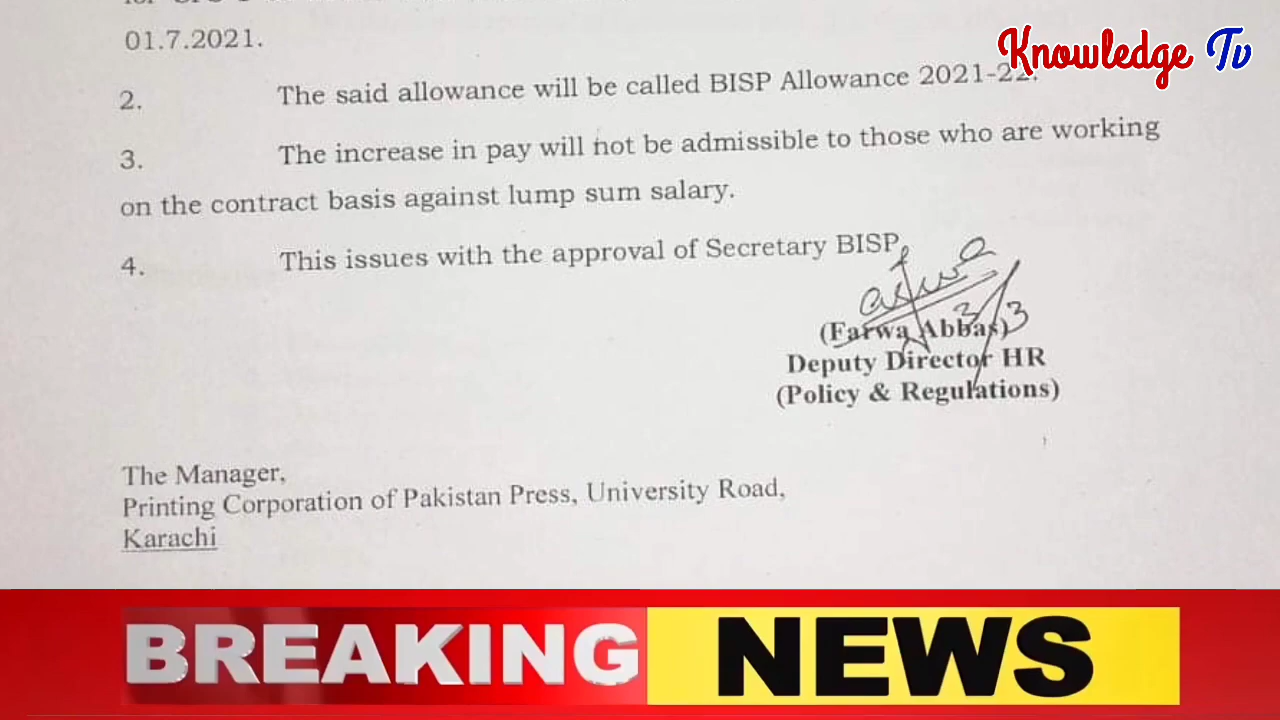 01.7.2021.
Knowledge Tv
2. The said allowance will be called BISP Allowance 2021-22.
3. The increase in pay will not be admissible to those who are working
on the contract basis against lump sum salary.
4. This issues with the approval of Secretary BISP.
3/3
(Farwa Abbas)
Deputy Director HR
(Policy & Regulations)
The Manager,
Printing Corporation of Pakistan Press, University Road,
Karachi
BREAKING NEWS